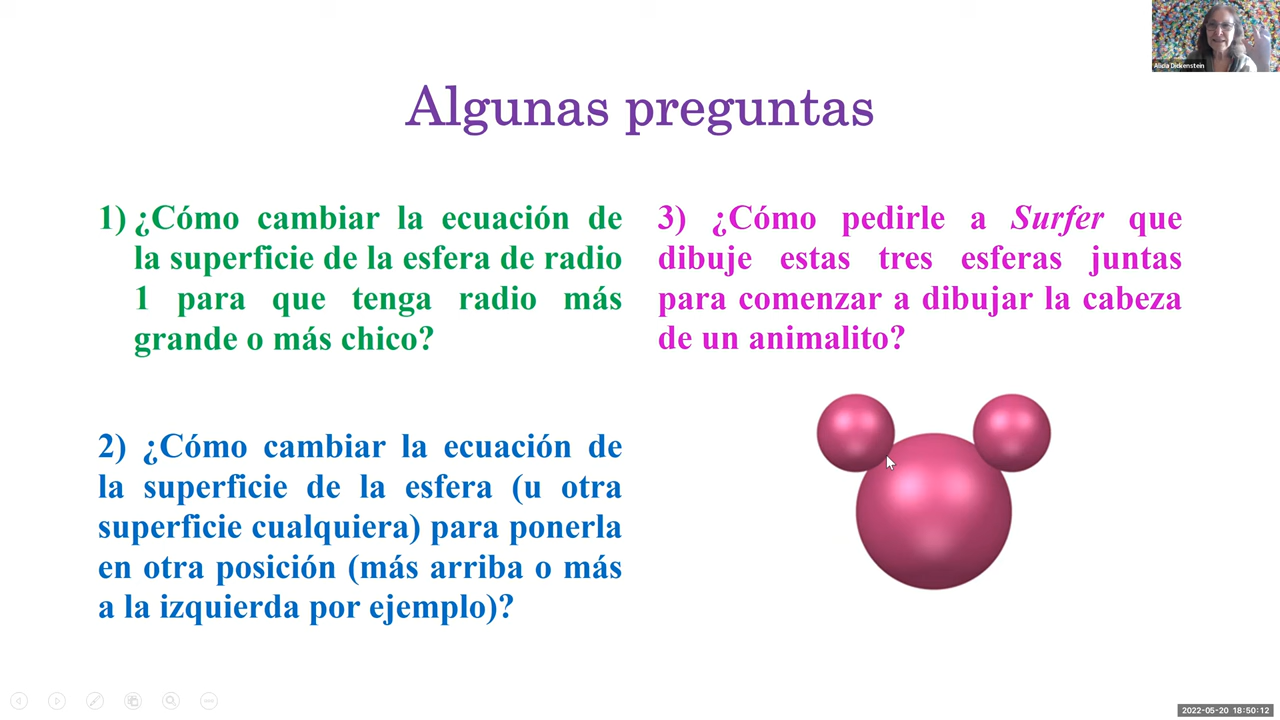 Alicia Dickenstein
Algunas preguntas
1) ¿Cómo cambiar la ecuación de
la superficie de la esfera de radio
1 para que tenga radio más
grande o más chico?
2) ¿Cómo cambiar la ecuación de
la superficie de la esfera (u otra
superficie cualquiera) para ponerla
en otra posición (más arriba o más
a la izquierda por ejemplo)?
3) ¿Cómo pedirle a Surfer que
dibuje estas tres esferas juntas
para comenzar a dibujar la cabeza
de un animalito?
2022-05-20 18:50:12